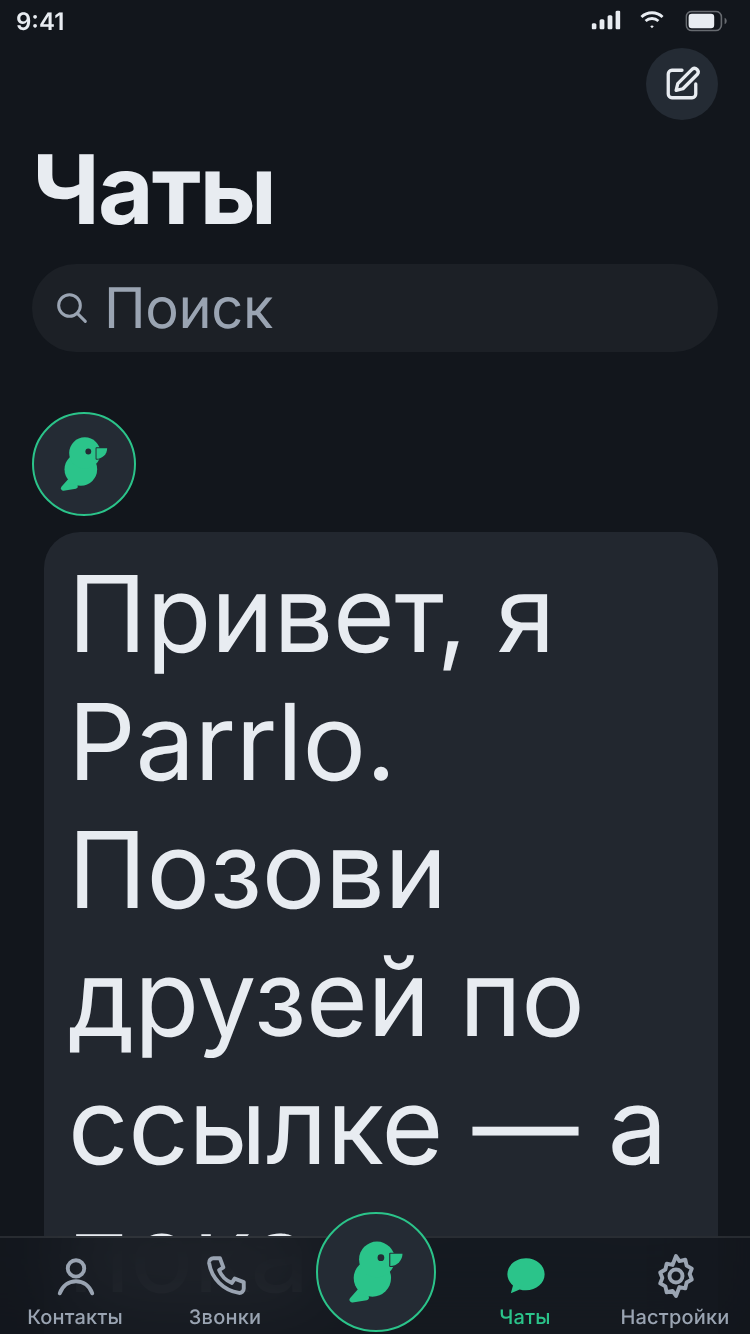 9:41
Чаты
Поиск
Привет, я
Parrlo.
Позови
друзей по
ссылке — а
Контакты
Звонки
Чаты
Настройки